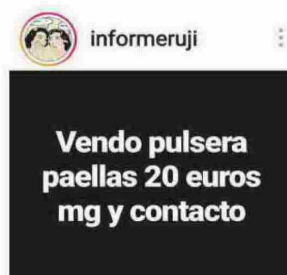 informeruji
Vendo pulsera
paellas 20 euros
mg y contacto